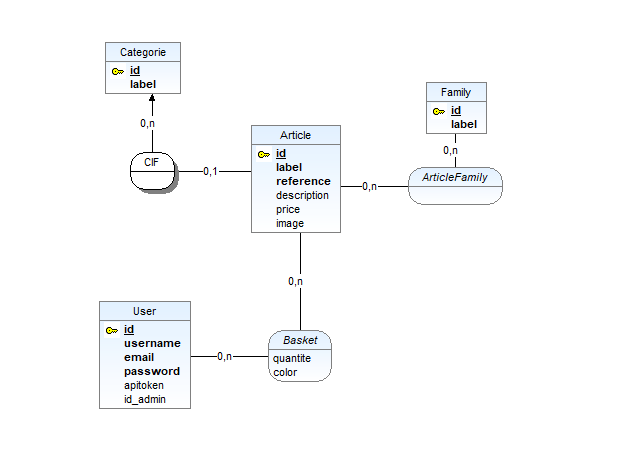 Categorie
id
label
0,n
CIF
0,1
Article
id
label
reference
description
price
image
Family
id
label
0,n
ArticleFamily
0,n
0,n
User
id
username
email
password
apitoken
id_admin
0,n
Basket
quantite
color